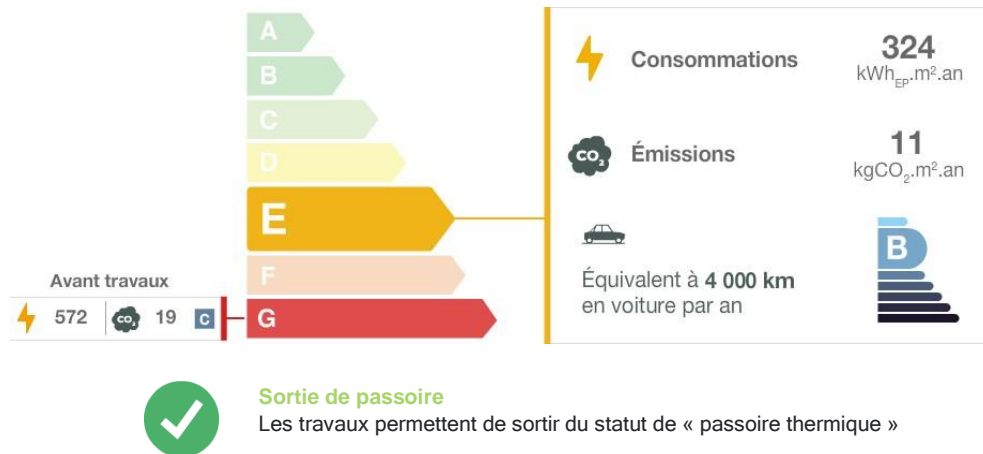 A
B
C
D
E
F
G
Avant travaux
572 CO2 19 C
Consommations
324
kWhEP.m².an
CO2
Émissions
11
kgCO2.m².an
B
Équivalent à 4 000 km
en voiture par an
Sortie de passoire
Les travaux permettent de sortir du statut de « passoire thermique »